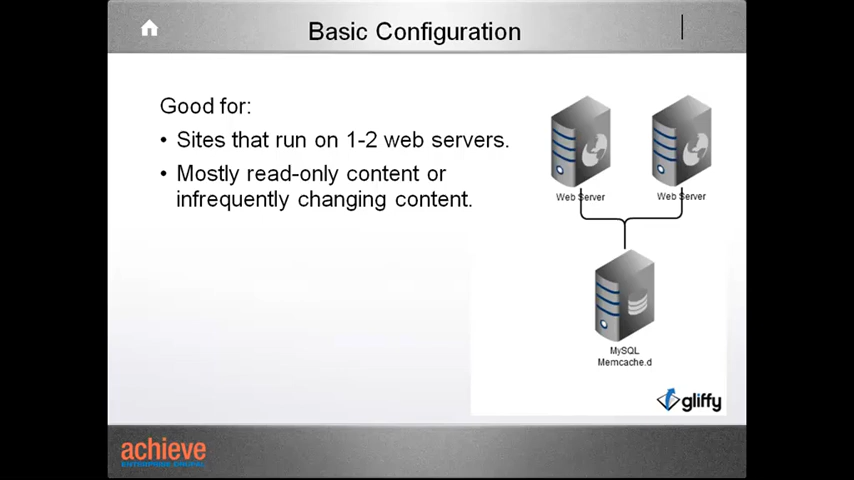 Basic Configuration
Good for:
• Sites that run on 1-2 web servers.
• Mostly read-only content or
infrequently changing content.
Web Server
Web Server
MySQL
Memcache.d
gliffy
achieve